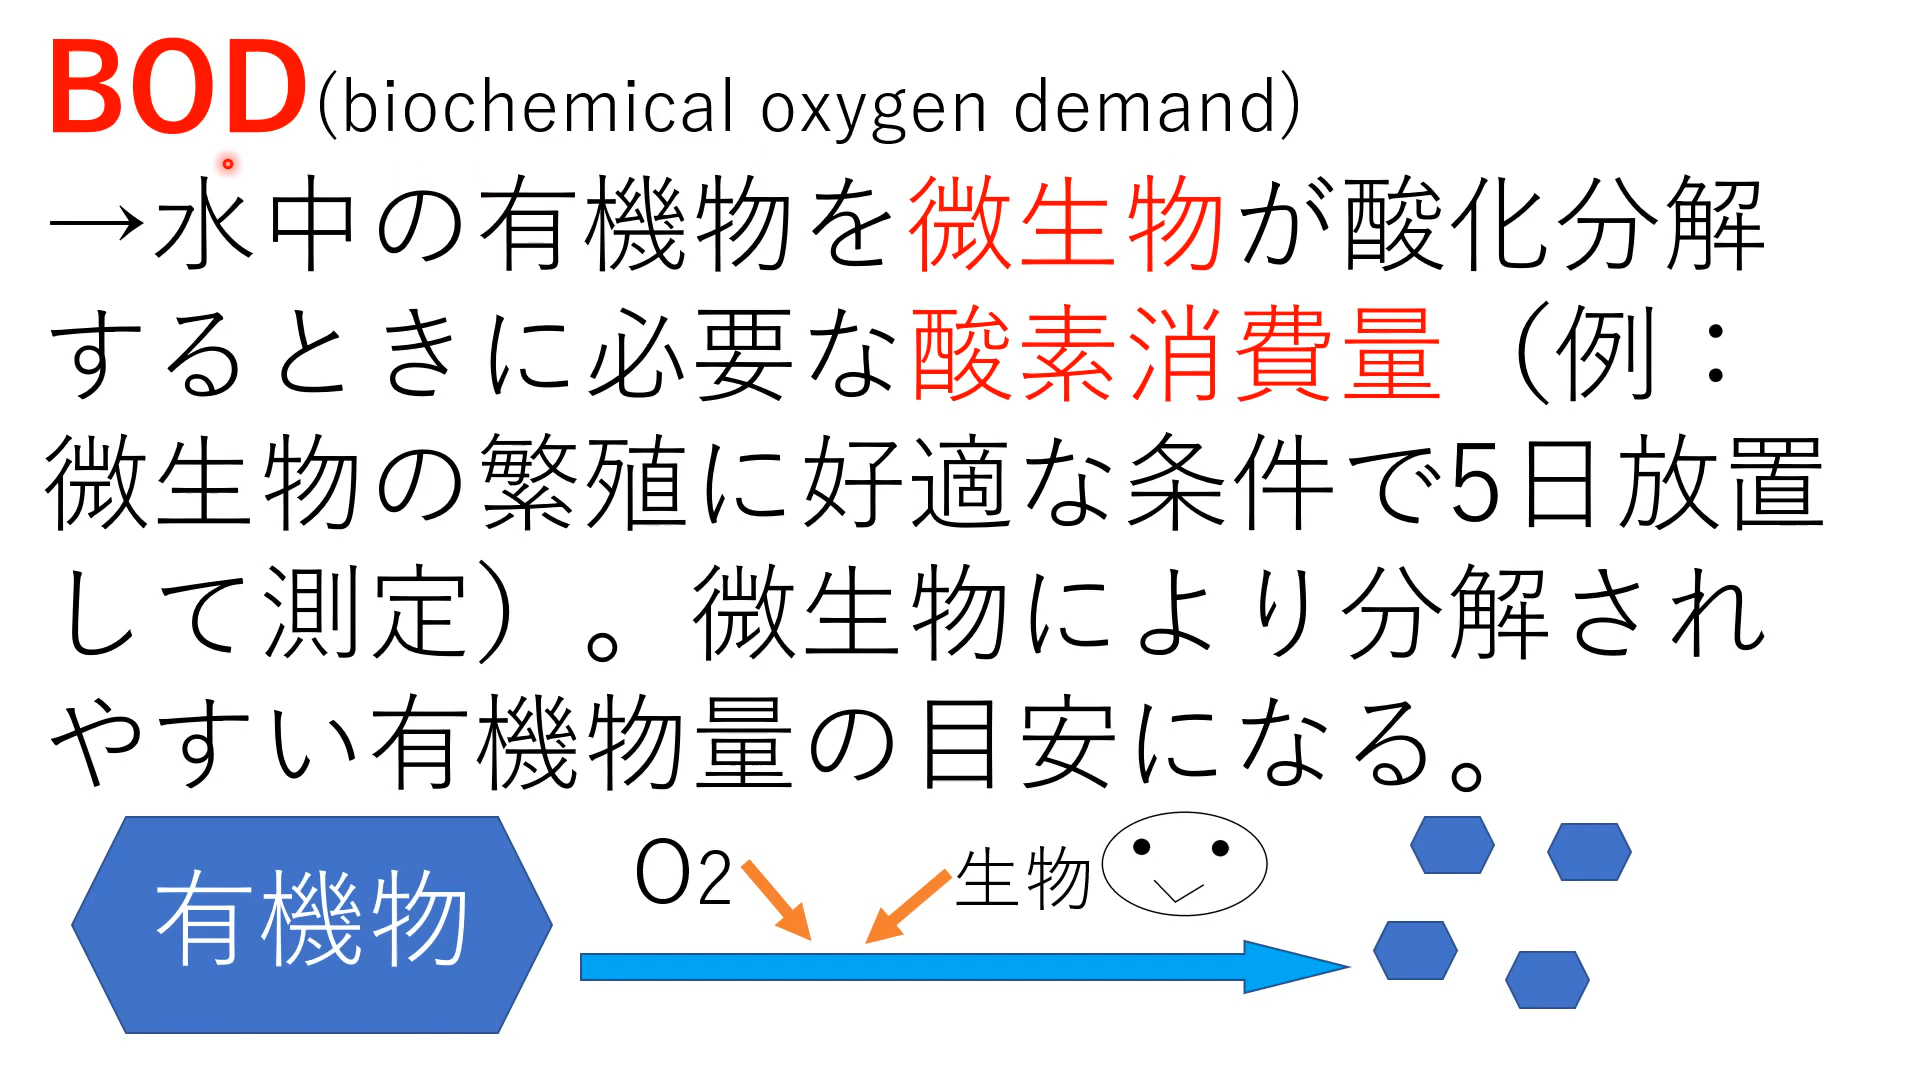 BOD(biochemical oxygen demand)
→水中の有機物を微生物が酸化分解
するときに必要な酸素消費量（例：
微生物の繁殖に好適な条件で5日放置
して測定）。微生物により分解され
やすい有機物量の目安になる。
有機物
O2
生物